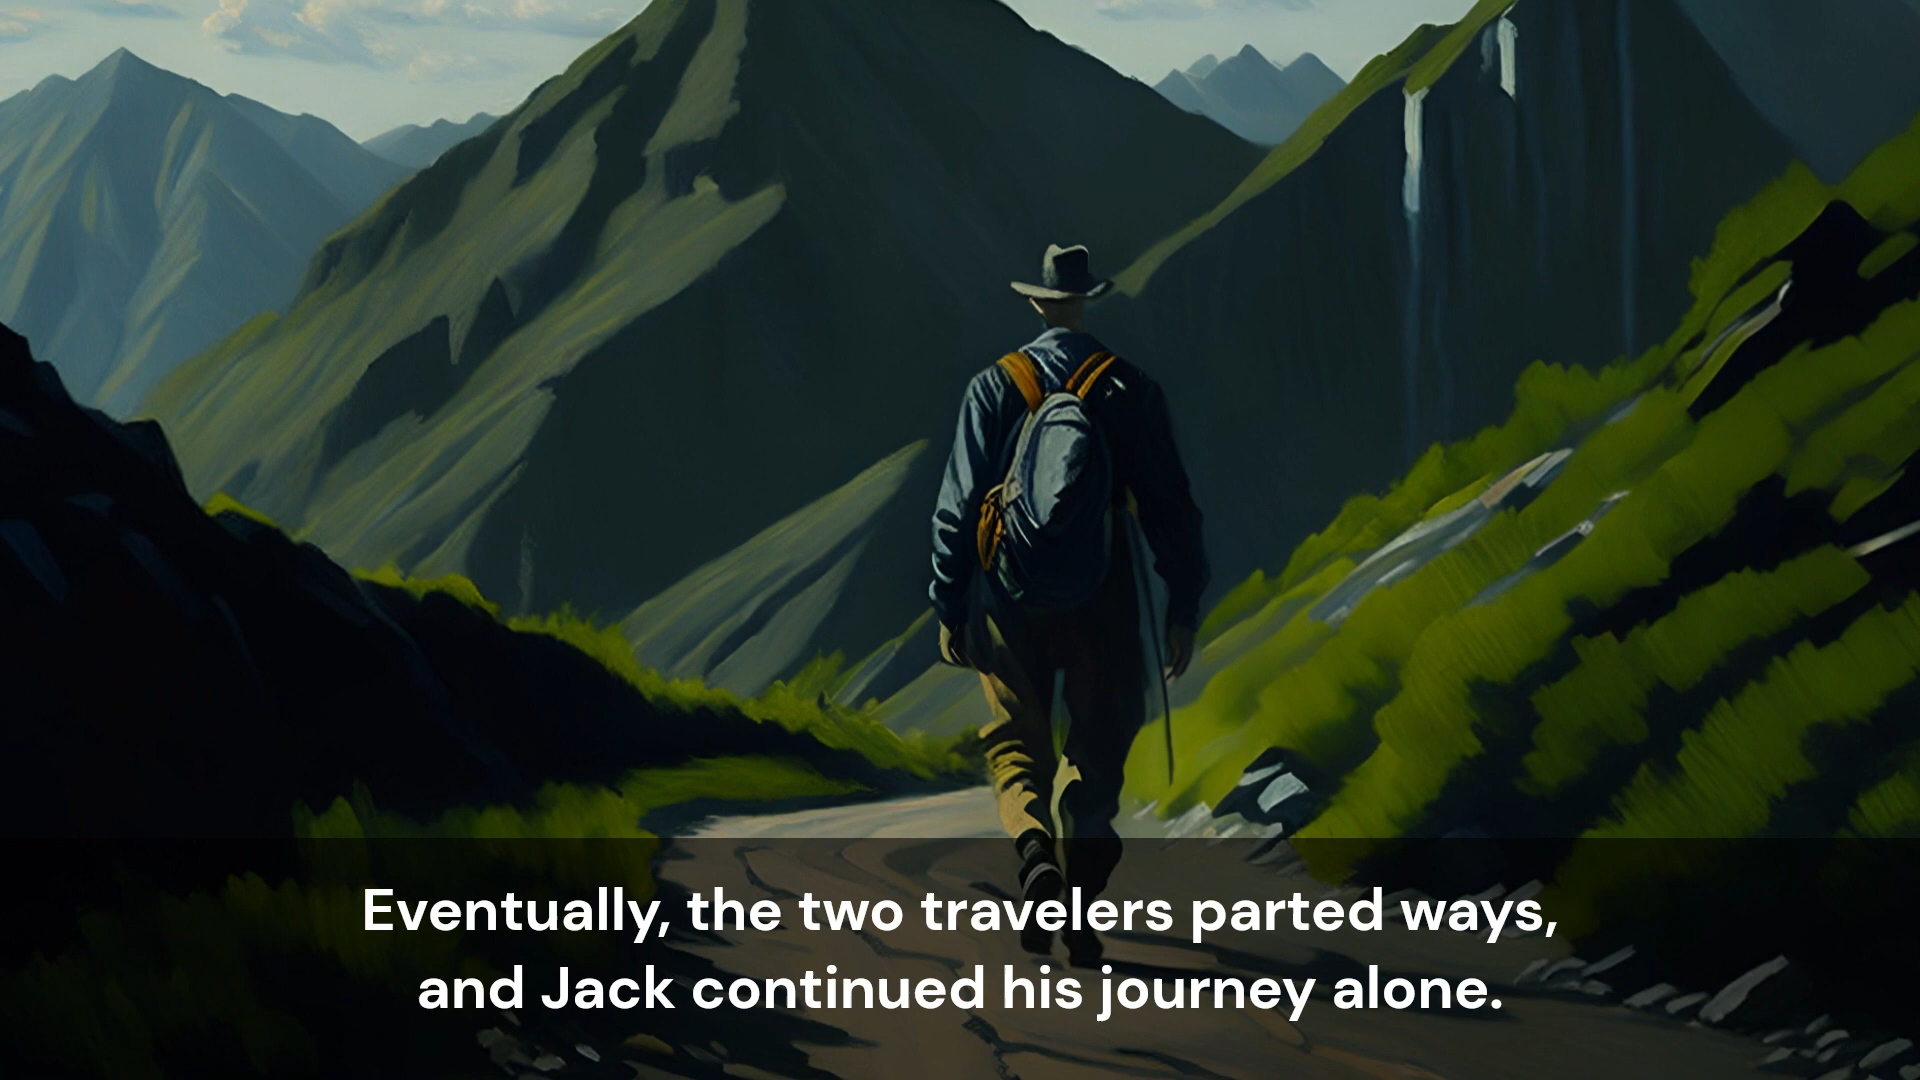 Eventually, the two travelers parted ways,
and Jack continued his journey alone.